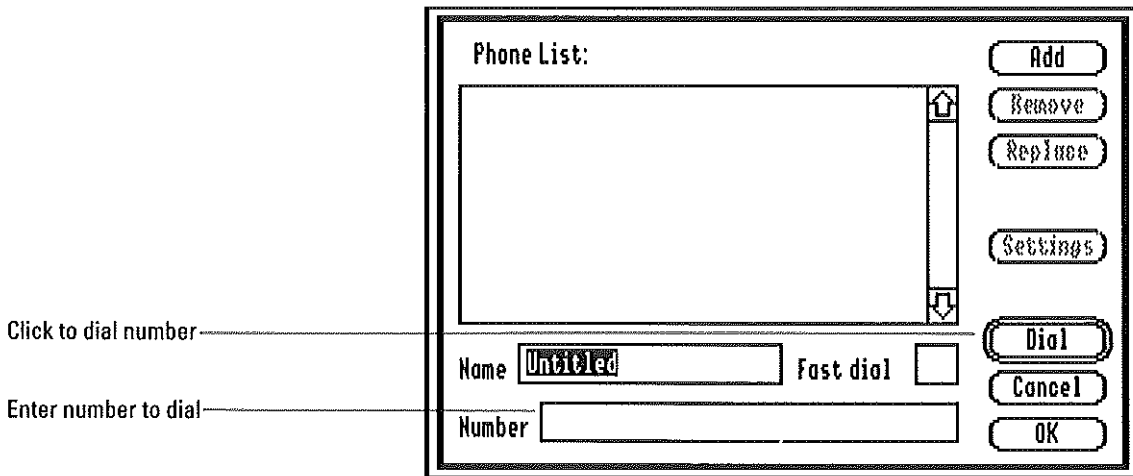 Phone List:
Add
Remove
Replace
Settings
Click to dial number
Dial
Name Untitled Fast dial
Cancel
Enter number to dial
Number
OK